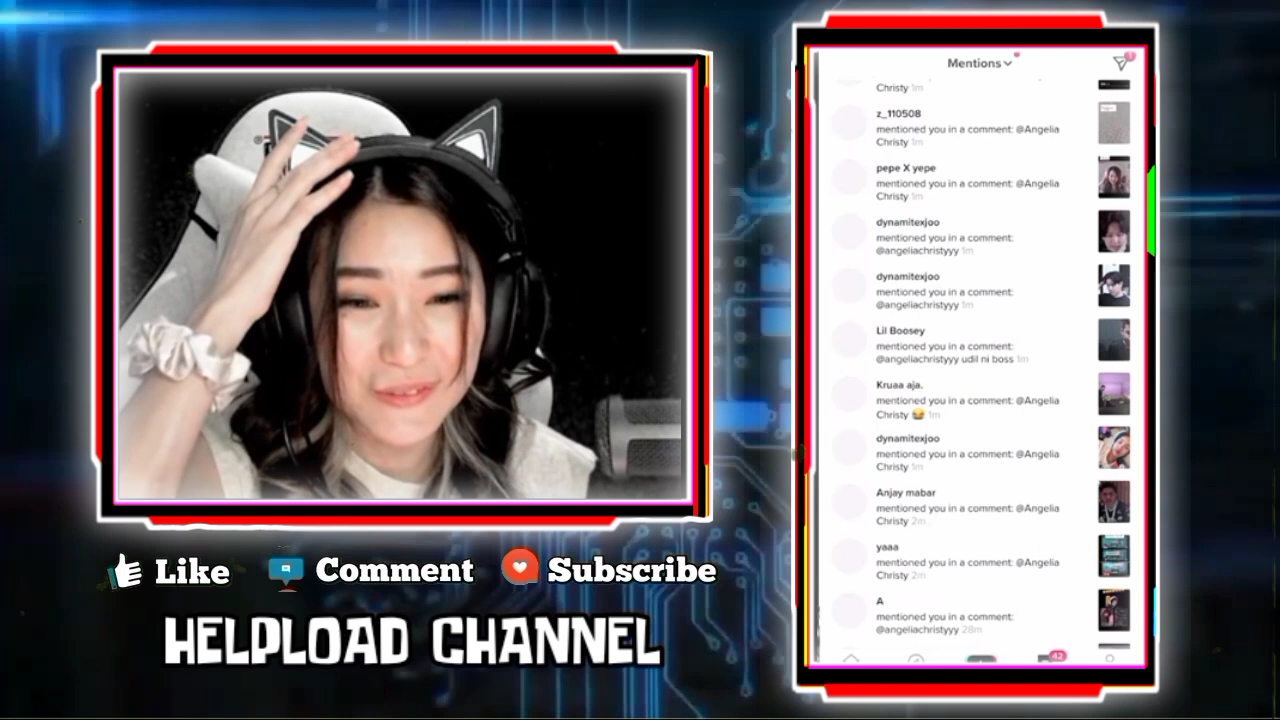 Like
Comment
Subscribe
HELPLOAD CHANNEL
Mentions
1
Christy 1m
z_110508
mentioned you in a comment: @Angelia
Christy 1m
pepe X yepe
mentioned you in a comment: @Angelia
Christy 1m
dynamitexjoo
mentioned you in a comment:
@angeliachristyyy 1m
dynamitexjoo
mentioned you in a comment:
@angeliachristyyy 1m
Lil Boosey
mentioned you in a comment:
@angeliachristyyy udil ni boss 1m
Kruaa aja.
mentioned you in a comment: @Angelia
Christy 😂 1m
dynamitexjoo
mentioned you in a comment: @Angelia
Christy 1m
Anjay mabar
mentioned you in a comment: @Angelia
Christy 2m
yaaa
mentioned you in a comment: @Angelia
Christy 2m
A
mentioned you in a comment:
@angeliachristyyy 28m
42